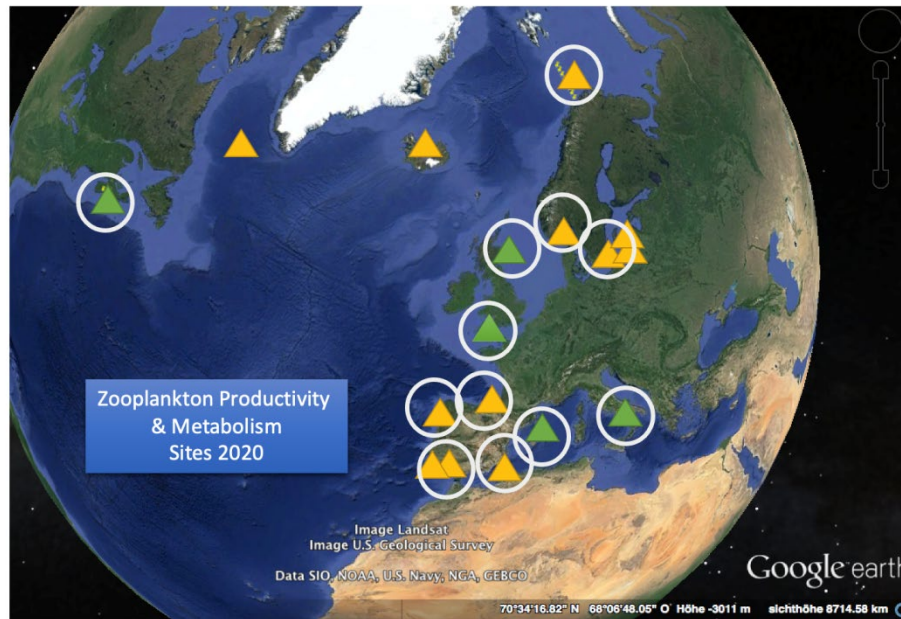 Zooplankton Productivity
& Metabolism
Sites 2020
Image Landsat
Image U.S. Geological Survey
Data SIO, NOAA, U.S. Navy, NGA, GEBCO
Google earth
70°34'16.82" N 68°06'48.05" O Höhe -3011 m sichthöhe 8714.58 km